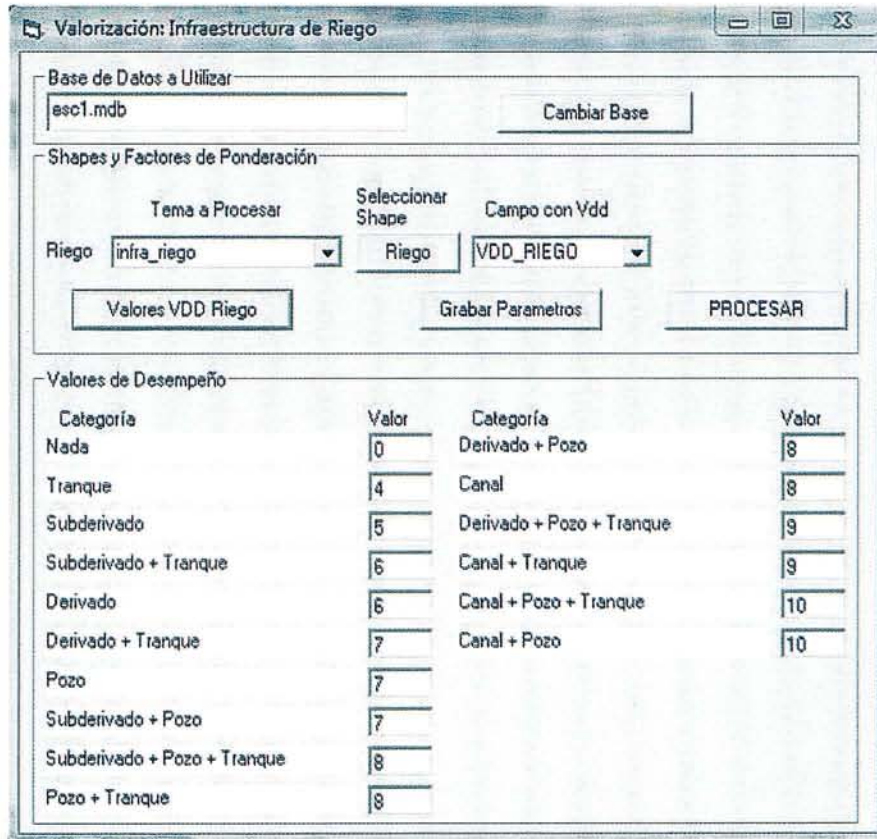 Valorización: Infraestructura de Riego
Base de Datos a Utilizar
esc1.mdb
Cambiar Base
Shapes y Factores de Ponderación
Tema a Procesar
Seleccionar
Shape
Campo con Vdd
Riego
infra_riego
Riego
VDD_RIEGO
Valores VDD Riego
Grabar Parametros
PROCESAR
Valores de Desempeño
Categoría Valor
Nada 0
Tranque 4
Subderivado 5
Subderivado + Tranque 6
Derivado 6
Derivado + Tranque 7
Pozo 7
Subderivado + Pozo 7
Subderivado + Pozo + Tranque 8
Pozo + Tranque 8
Categoría Valor
Derivado + Pozo 8
Canal 8
Derivado + Pozo + Tranque 9
Canal + Tranque 9
Canal + Pozo + Tranque 10
Canal + Pozo 10